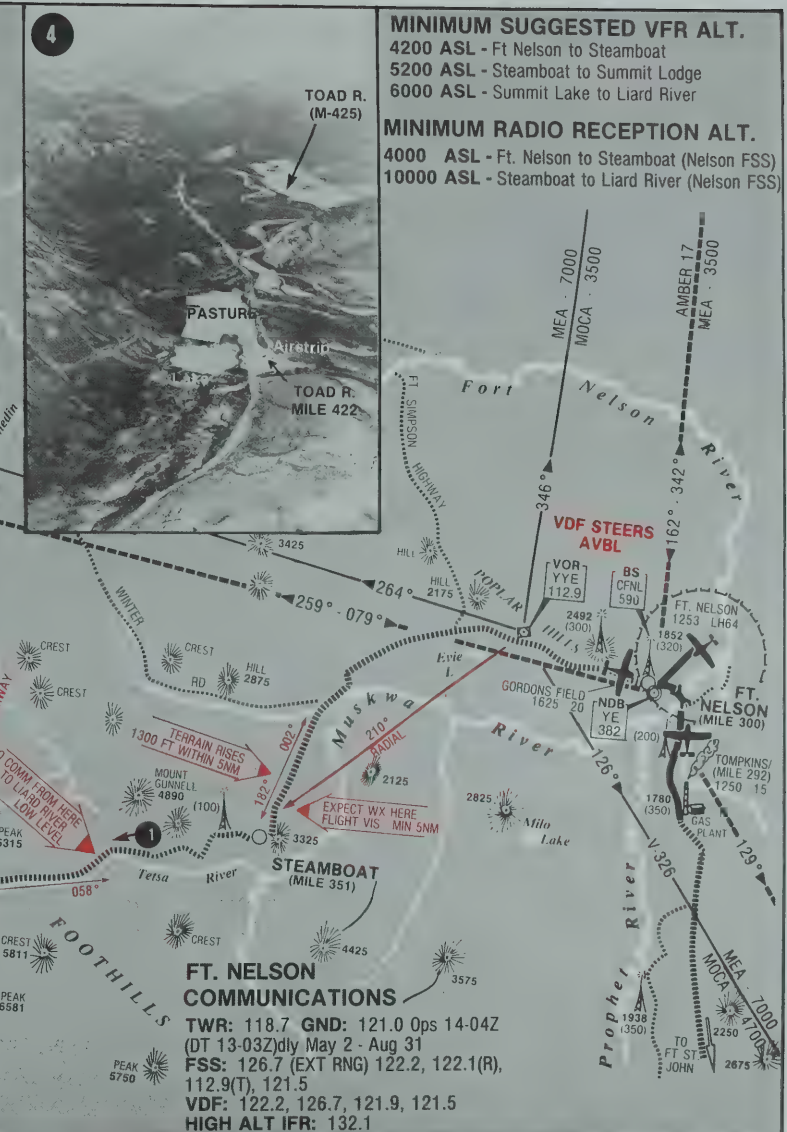 4
TOAD R.
(M-425)
PASTURE
Airstrip
TOAD R.
MILE 422
MINIMUM SUGGESTED VFR ALT.
4200 ASL - Ft Nelson to Steamboat
5200 ASL - Steamboat to Summit Lodge
6000 ASL - Summit Lake to Liard River
MINIMUM RADIO RECEPTION ALT.
4000 ASL - Ft. Nelson to Steamboat (Nelson FSS)
10000 ASL - Steamboat to Liard River (Nelson FSS)
MEA - 7000
MOCA - 3500
AMBER 17
MEA - 3500
Fort Nelson River
FT SIMPSON
HIGHWAY
346°
162° - 342°
VDF STEERS
AVBL
VOR
YYE
112.9
BS
CFNL
590
3425
HILL
HILL
2175
POPLAR
HILLS
264°
259° - 079°
2492
(300)
1852
(320)
FT. NELSON
1253 LH64
WINTER
RD
CREST
CREST
CREST
CREST
HILL
2875
Evie
L.
GORDONS FIELD
1625 20
NDB
YE
382
FT.
NELSON
(MILE 300)
(200)
TOMPKINS/
(MILE 292)
1250 15
Muskwa
River
002°
182°
210°
RADIAL
TERRAIN RISES
1300 FT WITHIN 5NM
2125
126°
V-326
1780
(350)
GAS
PLANT
129°
COMM FROM HERE
TO LIARD RIVER
LOW LEVEL
MOUNT
GUNNELL
4890
(100)
EXPECT WX HERE
FLIGHT VIS MIN 5NM
2825
Milo
Lake
PEAK
5315
1
3325
STEAMBOAT
(MILE 351)
Tetsa River
058°
FOOTHILLS
CREST
5811
CREST
4425
3575
Prophet River
MEA - 7000
MOCA 4700
PEAK
6581
PEAK
5750
1938
(350)
2250
2675
TO
FT ST.
JOHN
FT. NELSON
COMMUNICATIONS
TWR: 118.7 GND: 121.0 Ops 14-04Z
(DT 13-03Z)dly May 2 - Aug 31
FSS: 126.7 (EXT RNG) 122.2, 122.1(R),
112.9(T), 121.5
VDF: 122.2, 126.7, 121.9, 121.5
HIGH ALT IFR: 132.1